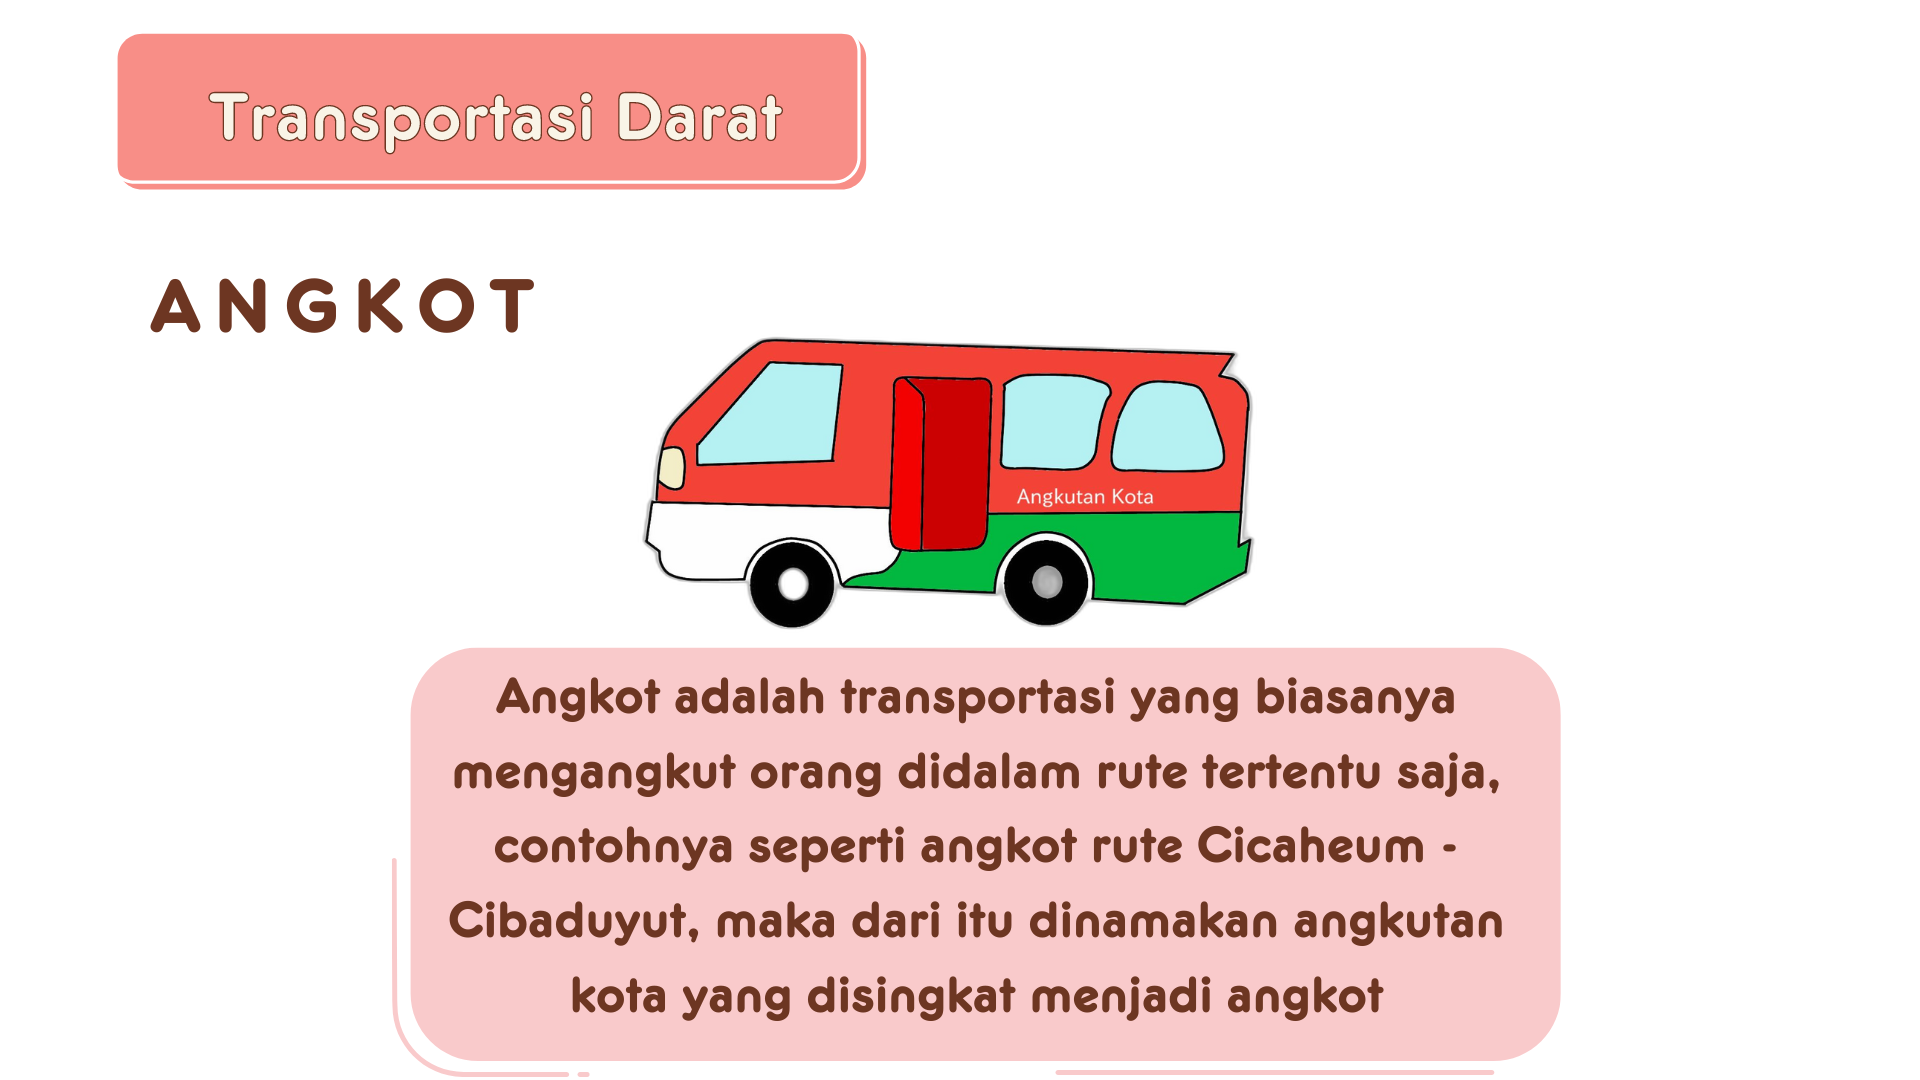 Transportasi Darat
ANGKOT
Angkutan Kota
Angkot adalah transportasi yang biasanya
mengangkut orang didalam rute tertentu saja,
contohnya seperti angkot rute Cicaheum -
Cibaduyut, maka dari itu dinamakan angkutan
kota yang disingkat menjadi angkot